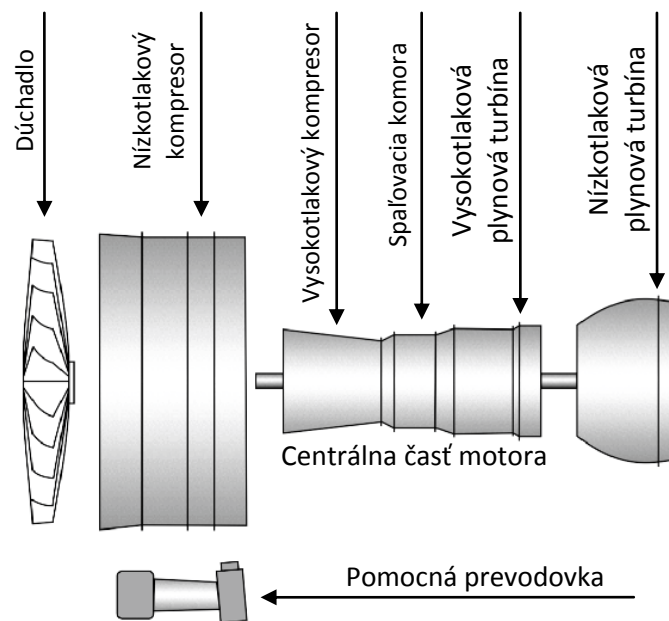 Dúchadlo
Nízkotlakový
kompresor
Vysokotlakový kompresor
Spaľovacia komora
Vysokotlaková
plynová turbína
Nízkotlaková
plynová turbína
Centrálna časť motora
Pomocná prevodovka